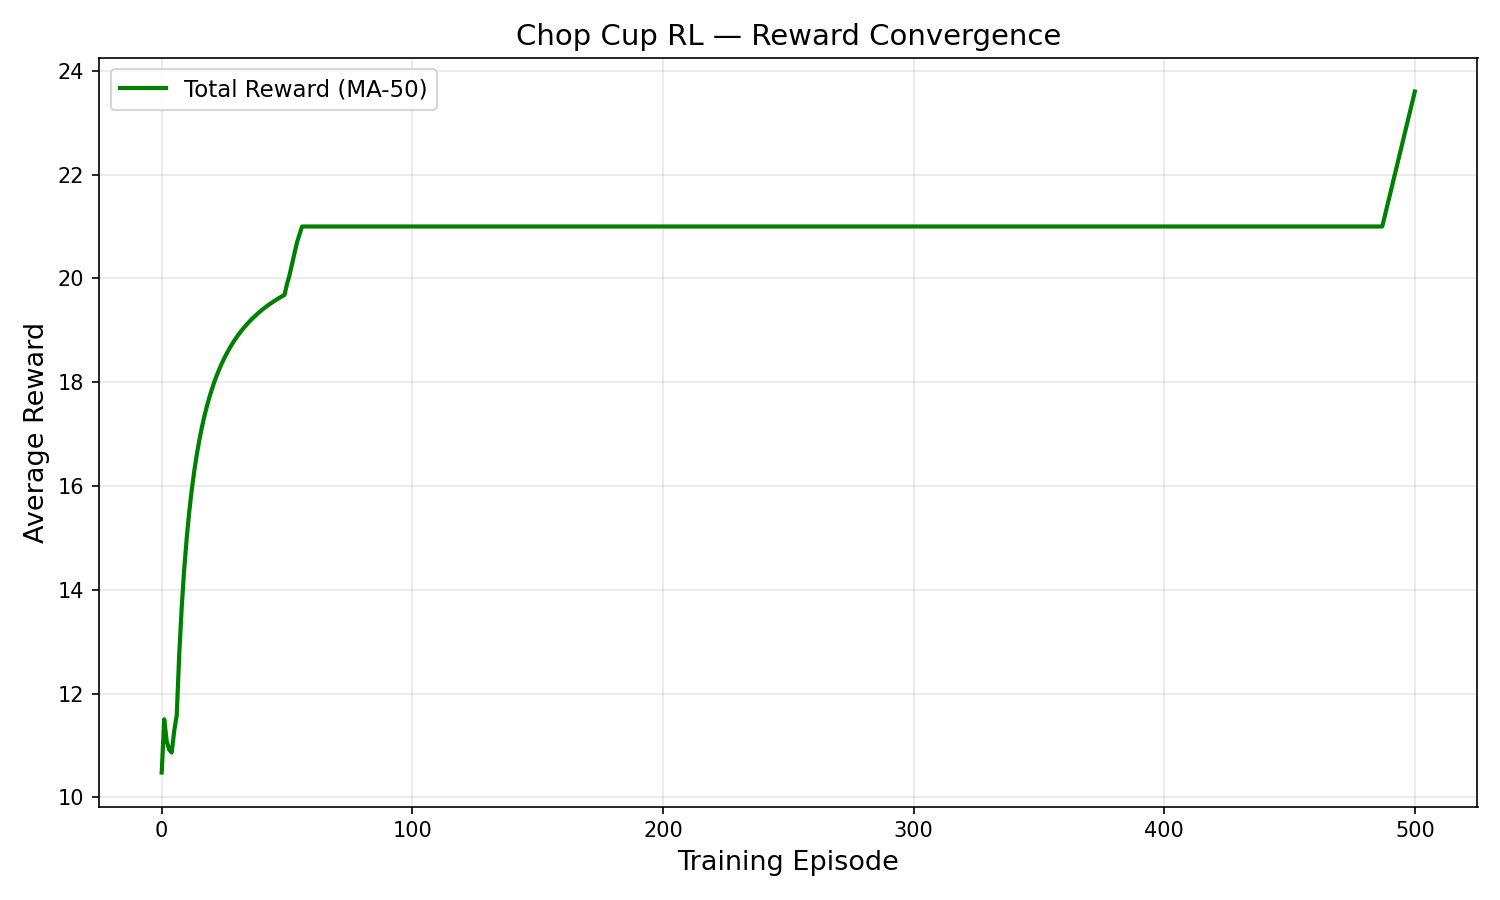 Chop Cup RL — Reward Convergence
Total Reward (MA-50)
Average Reward
24
22
20
18
16
14
12
10
0 100 200 300 400 500
Training Episode